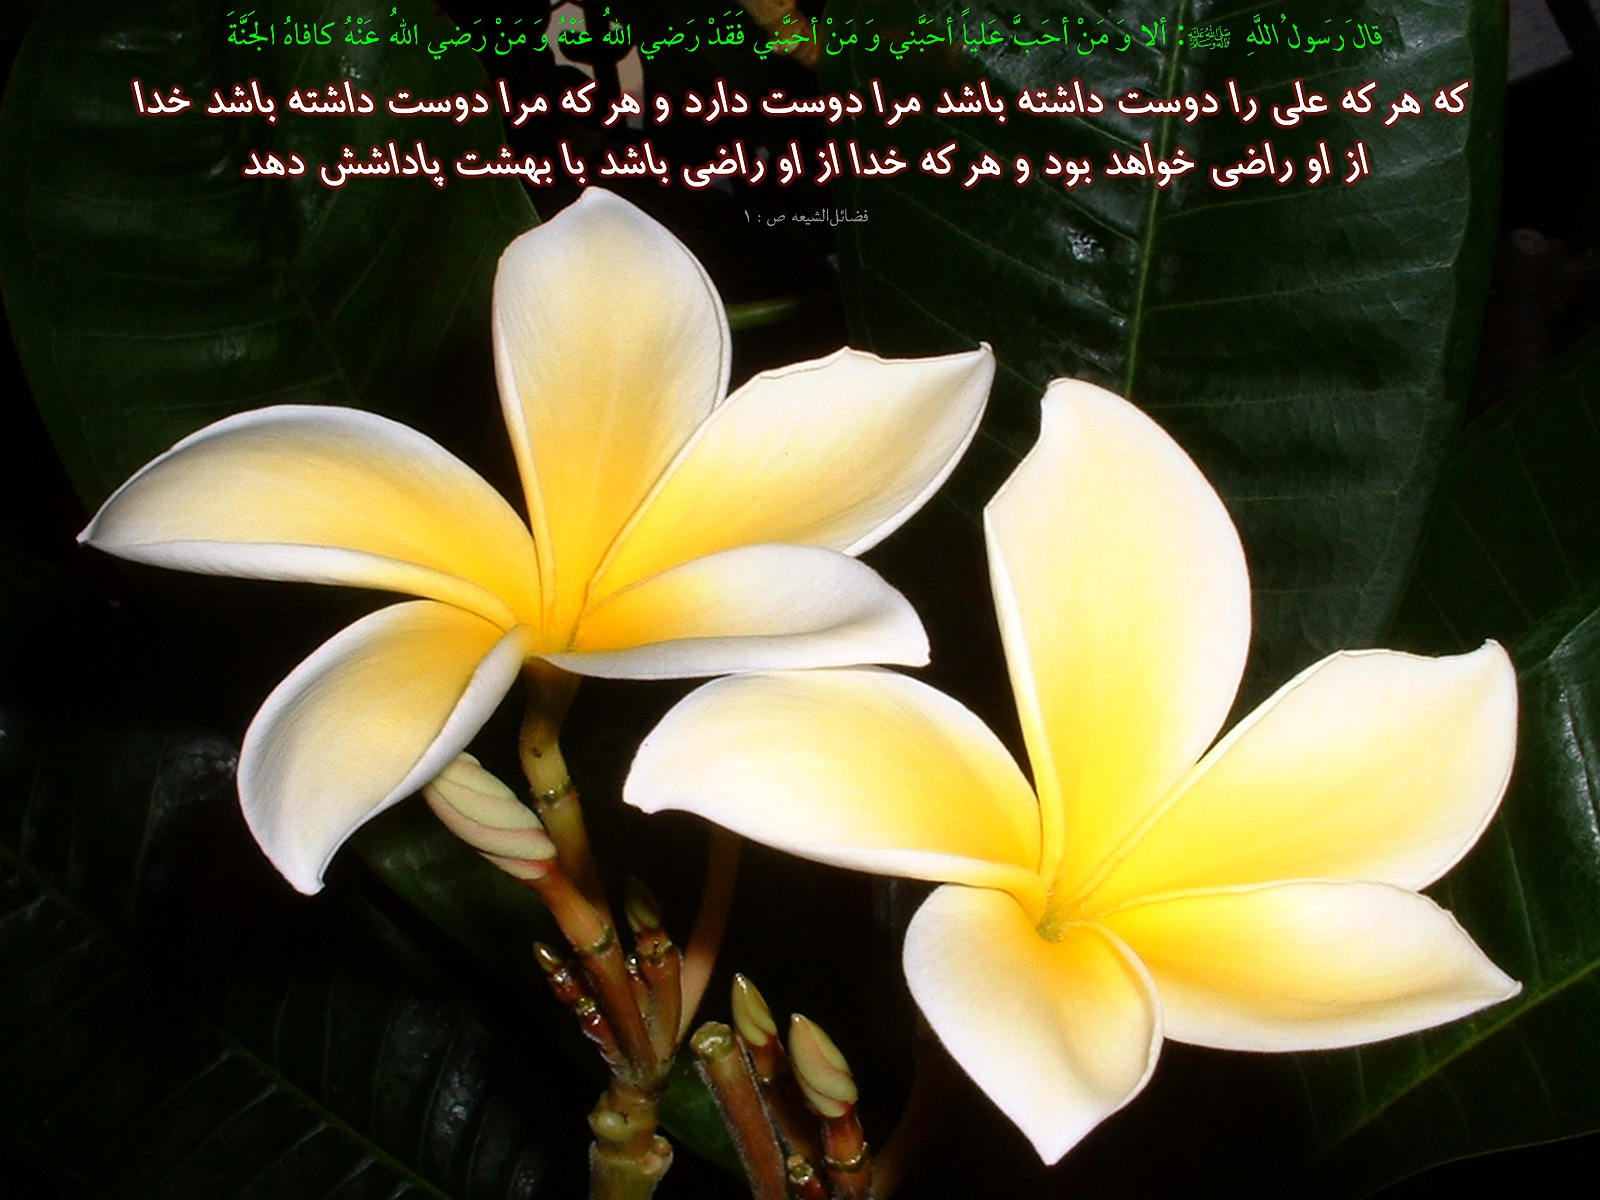 قالَ رَسولُ اللَّهِ ﷺ: ألا وَ مَنْ أحَبَّ عَلياً أحَبَّني وَ مَنْ أحَبَّني فَقَدْ رَضي اللهُ عَنْهُ وَ مَنْ رَضي اللهُ عَنْهُ كافاهُ الجَنَّةَ
که هر که علی را دوست داشته باشد مرا دوست دارد و هر که مرا دوست داشته باشد خدا
از او راضی خواهد بود و هر که خدا از او راضی باشد با بهشت پاداشش دهد
فضائل‌الشیعه ص : ۱